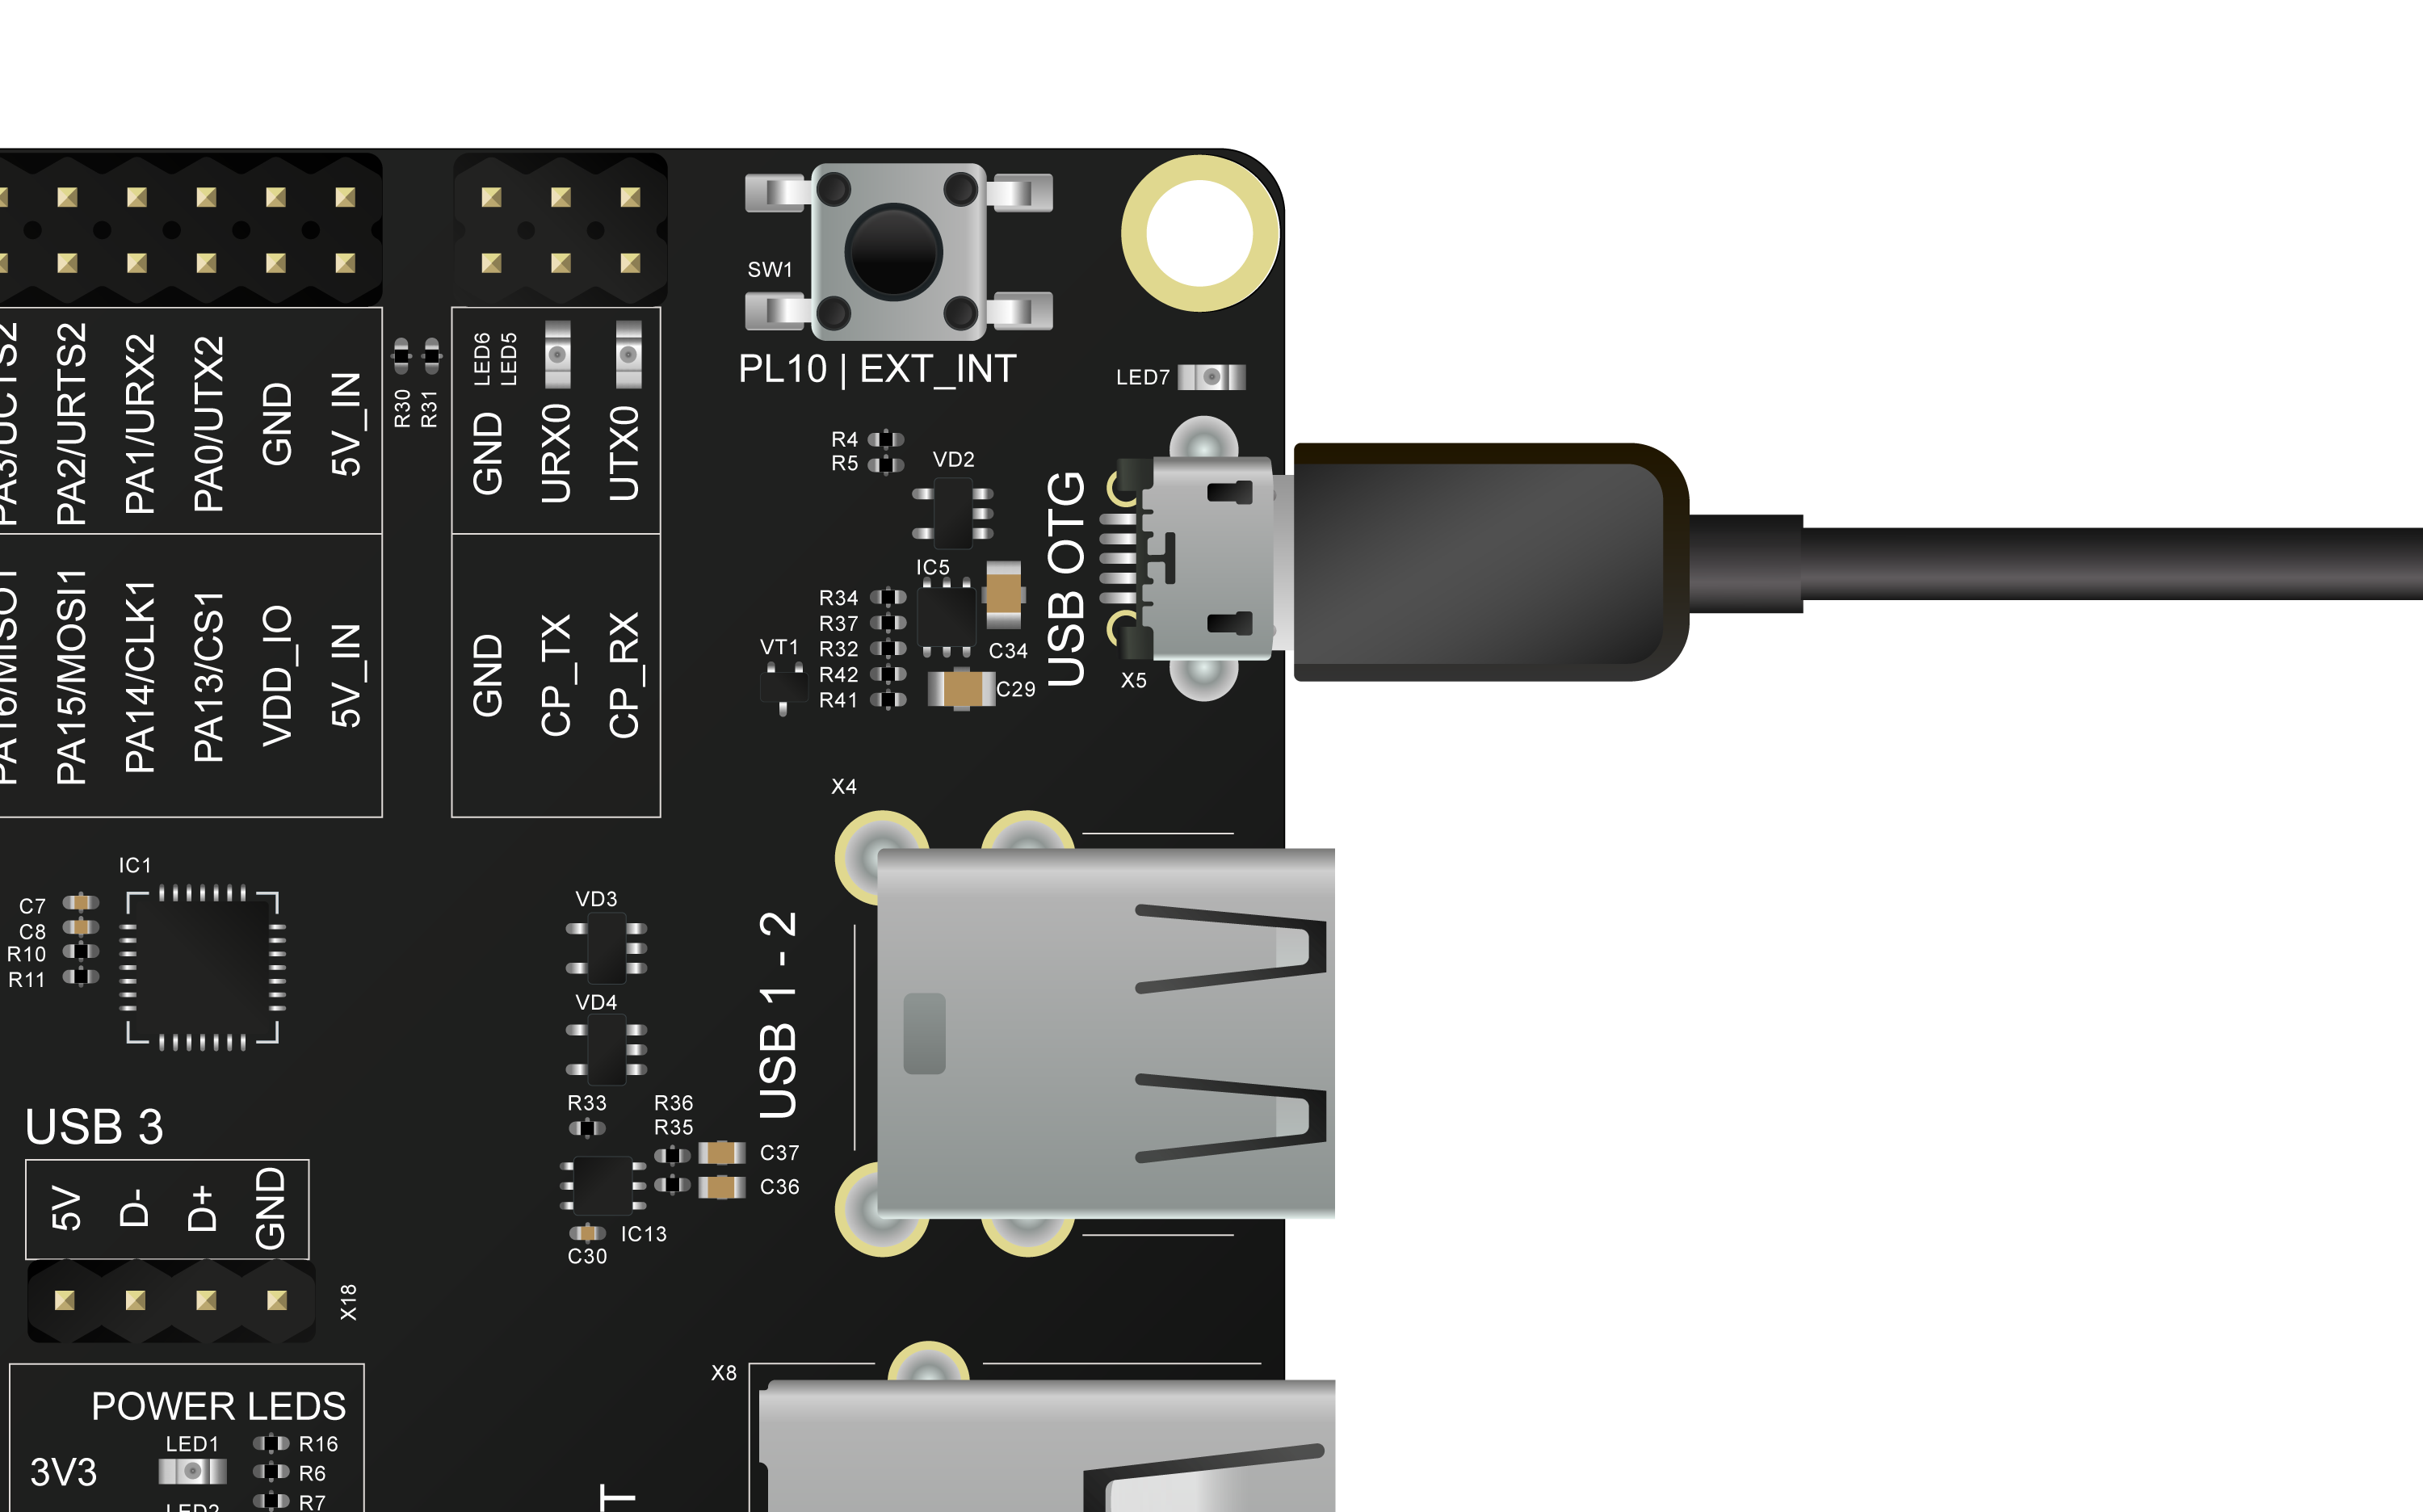 SW1
PL10 | EXT_INT
LED7
PA2/URTS2
PA1/URX2
PA0/UTX2
GND
5V_IN
R30
R31
LED6
LED5
GND
URX0
UTX0
R4
R5
VD2
USB OTG
X5
IC5
R34
R37
R32
R42
R41
VT1
C34
C29
PA15/MOSI1
PA14/CLK1
PA13/CS1
VDD_IO
5V_IN
GND
CP_TX
CP_RX
X4
IC1
C7
C8
R10
R11
VD3
VD4
USB 1 - 2
R33
R36
R35
C37
C36
IC13
C30
USB 3
5V
D-
D+
GND
X18
X8
POWER LEDS
LED1
3V3
R16
R6
R7